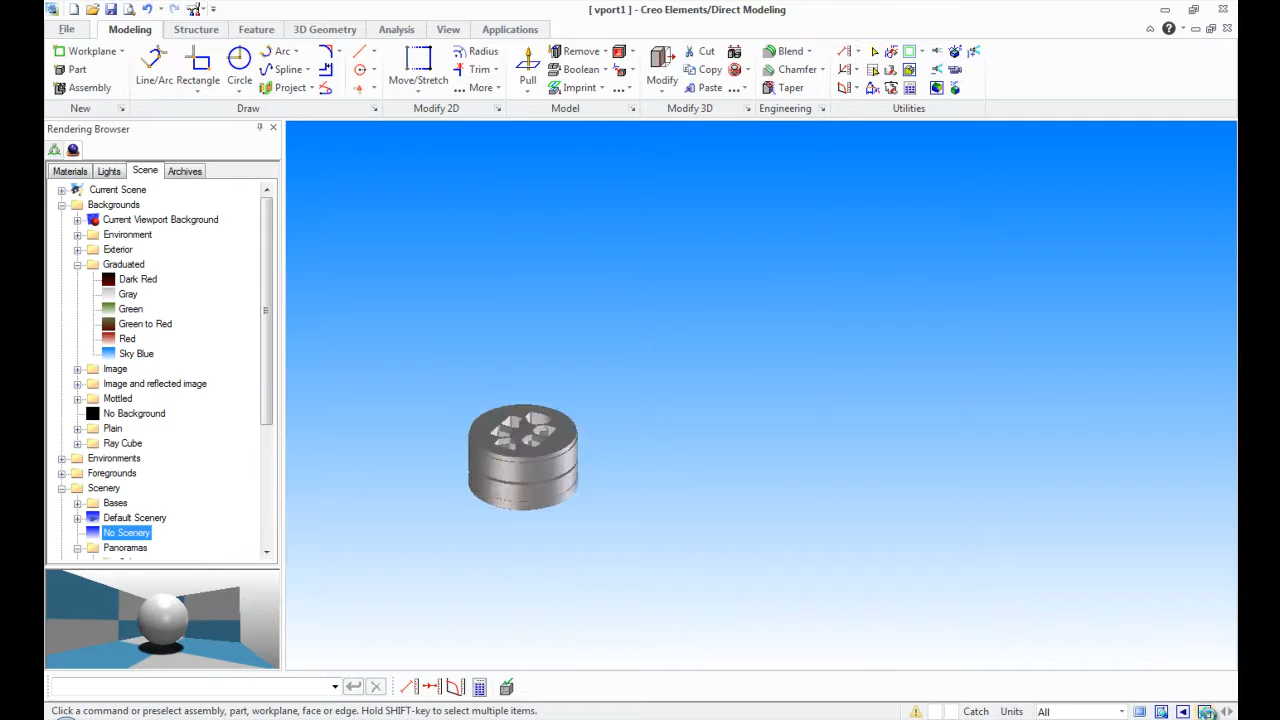 [ vport1 ] - Creo Elements/Direct Modeling
File Modeling Structure Feature 3D Geometry Analysis View Applications
Workplane Line/Arc Rectangle Circle Arc Move/Stretch Radius Pull Remove Modify Cut Blend
Part Spline Trim Boolean Copy Chamfer
Assembly Project More Imprint Paste Taper
New Draw Modify 2D Model Modify 3D Engineering Utilities
Rendering Browser
Materials Lights Scene Archives
Current Scene
Backgrounds
Current Viewport Background
Environment
Exterior
Graduated
Dark Red
Gray
Green
Green to Red
Red
Sky Blue
Image
Image and reflected image
Mottled
No Background
Plain
Ray Cube
Environments
Foregrounds
Scenery
Bases
Default Scenery
No Scenery
Panoramas
Click a command or preselect assembly, part, workplane, face or edge. Hold SHIFT-key to select multiple items. Catch Units All